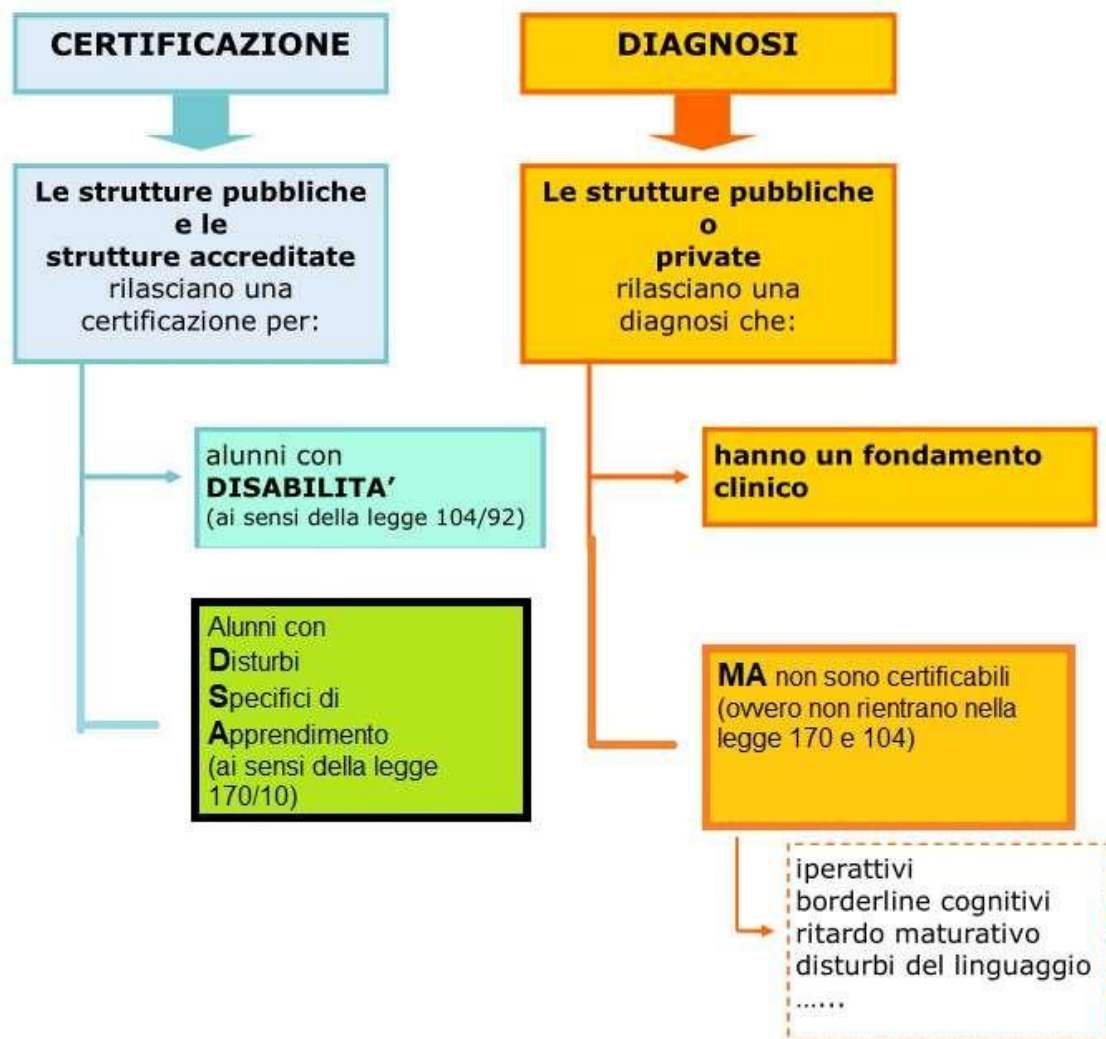 CERTIFICAZIONE
Le strutture pubbliche
e le
strutture accreditate
rilasciano una
certificazione per:
alunni con
DISABILITA’
(ai sensi della legge 104/92)
Alunni con
Disturbi
Specifici di
Apprendimento
(ai sensi della legge
170/10)
DIAGNOSI
Le strutture pubbliche
o
private
rilasciano una
diagnosi che:
hanno un fondamento
clinico
MA non sono certificabili
(ovvero non rientrano nella
legge 170 e 104)
iperattivi
borderline cognitivi
ritardo maturativo
disturbi del linguaggio
......